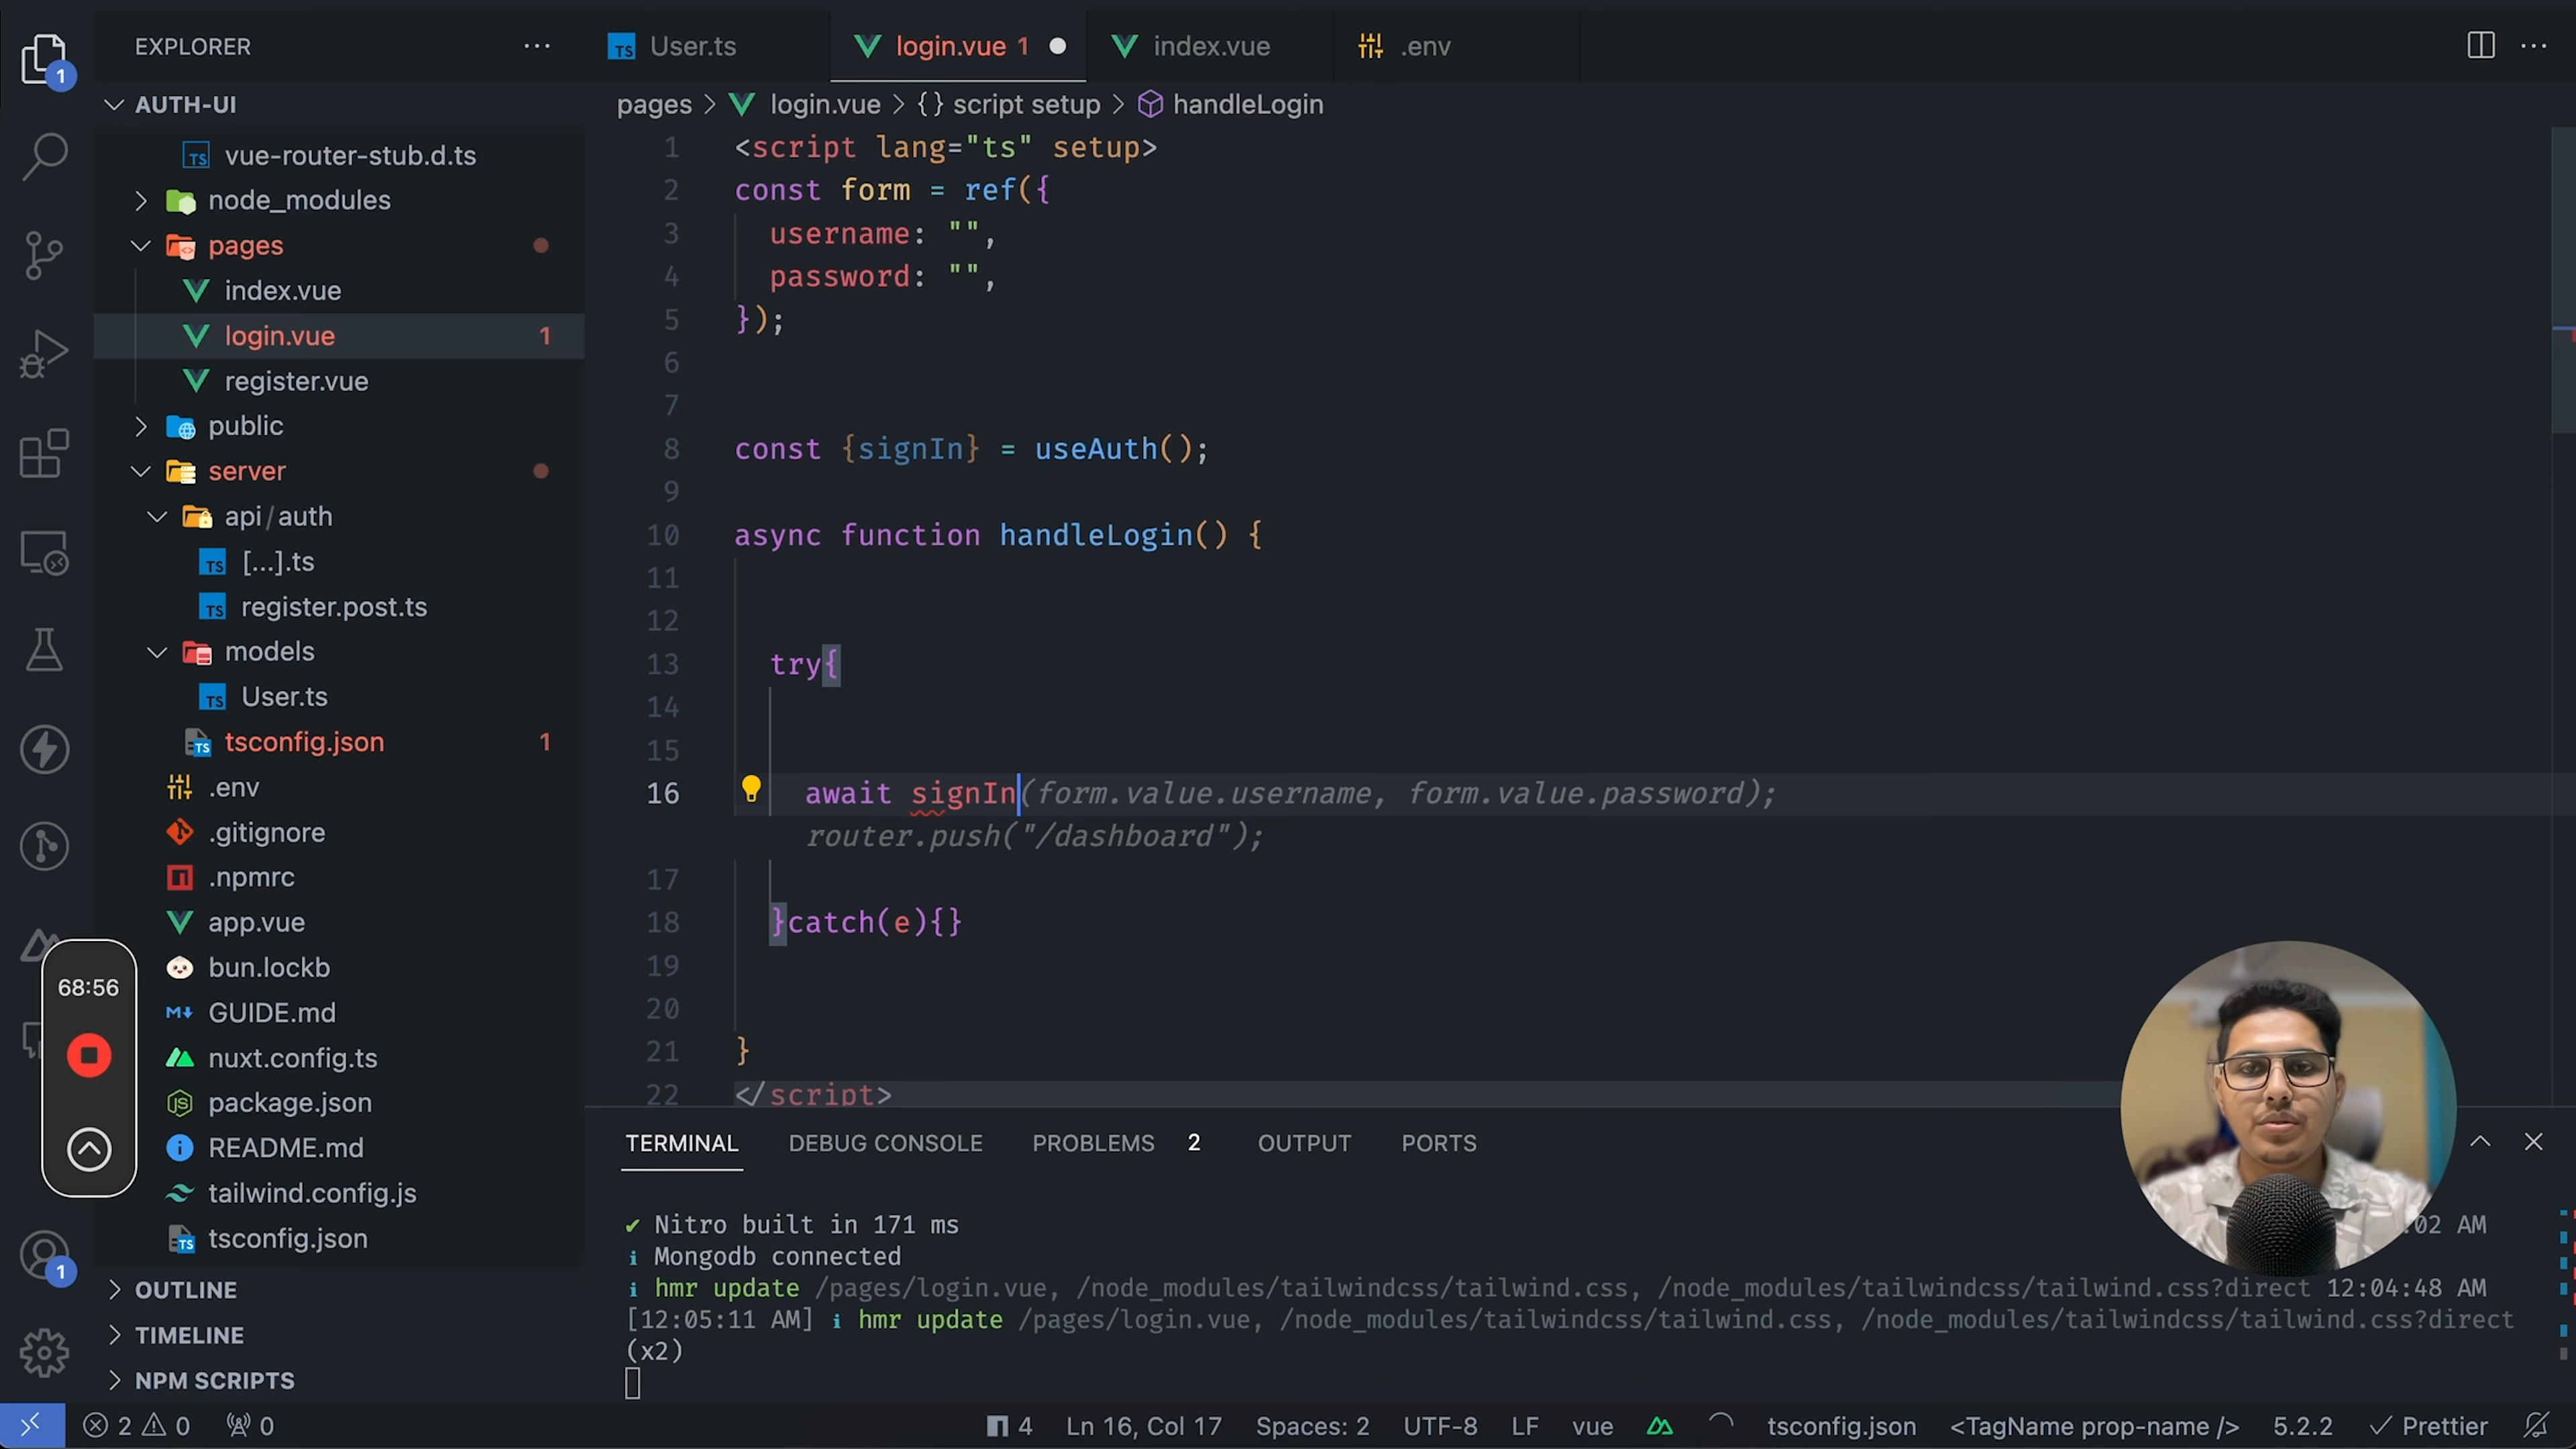 EXPLORER
AUTH-UI
vue-router-stub.d.ts
node_modules
pages
index.vue
login.vue 1
register.vue
public
server
api/auth
[...].ts
register.post.ts
models
User.ts
tsconfig.json 1
.env
.gitignore
.npmrc
app.vue
bun.lockb
GUIDE.md
nuxt.config.ts
package.json
README.md
tailwind.config.js
tsconfig.json
OUTLINE
TIMELINE
NPM SCRIPTS
1
68:56
1
User.ts login.vue 1 index.vue .env
pages > login.vue > {} script setup > handleLogin
1 <script lang="ts" setup>
2 const form = ref({
3 username: "",
4 password: "",
5 });
6
7
8 const {signIn} = useAuth();
9
10 async function handleLogin() {
11
12
13 try{
14
15
16 await signIn(form.value.username, form.value.password);
router.push("/dashboard");
17
18 }catch(e){}
19
20
21 }
22 </script>
TERMINAL DEBUG CONSOLE PROBLEMS 2 OUTPUT PORTS
✔ Nitro built in 171 ms :02 AM
i Mongodb connected
i hmr update /pages/login.vue, /node_modules/tailwindcss/tailwind.css, /node_modules/tailwindcss/tailwind.css?direct 12:04:48 AM
[12:05:11 AM] i hmr update /pages/login.vue, /node_modules/tailwindcss/tailwind.css, /node_modules/tailwindcss/tailwind.css?direct
(x2)
2 0 0 4 Ln 16, Col 17 Spaces: 2 UTF-8 LF vue tsconfig.json <TagName prop-name /> 5.2.2 Prettier